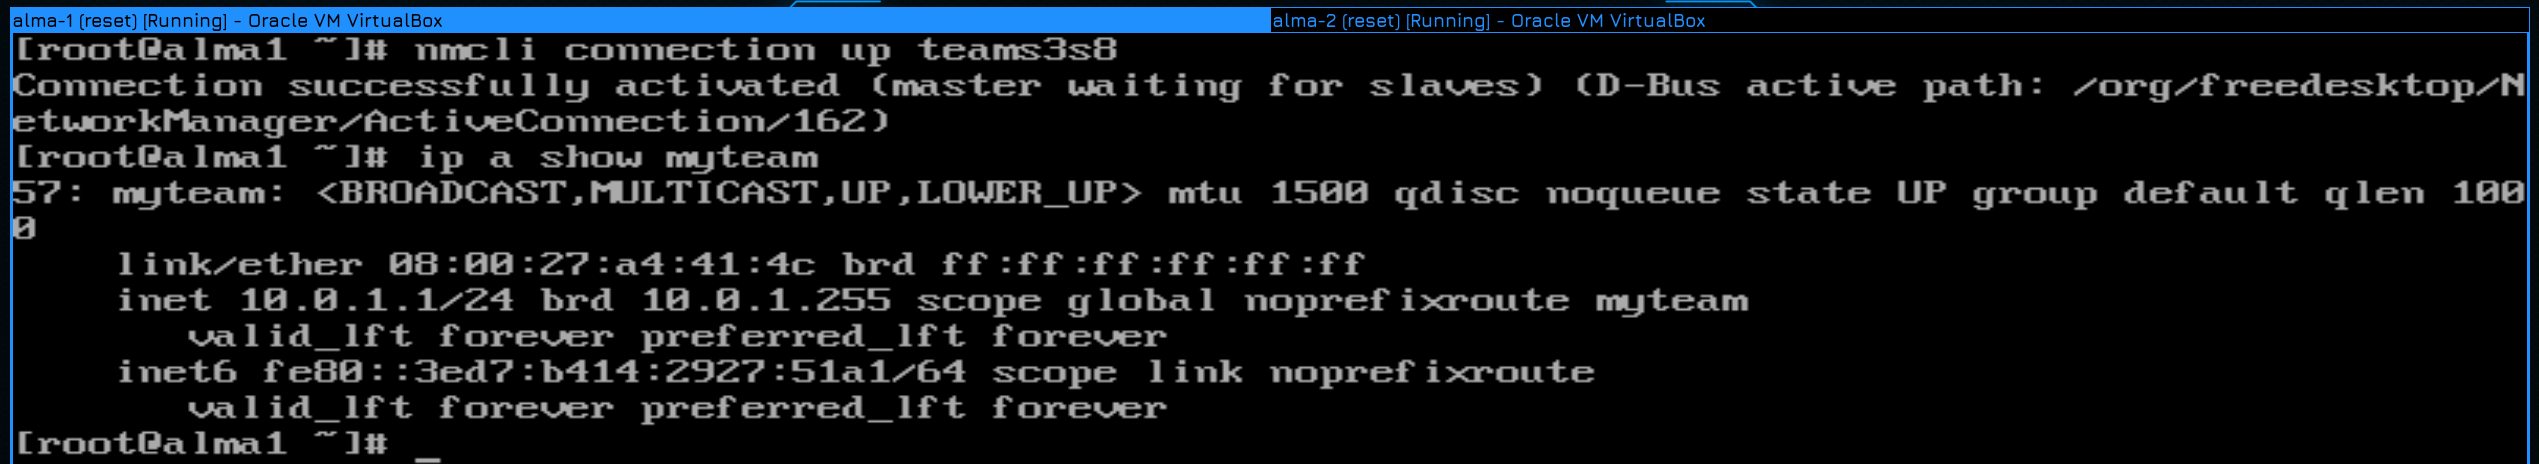 alma-1 (reset) [Running] - Oracle VM VirtualBox
alma-2 (reset) [Running] - Oracle VM VirtualBox
[root@alma1 ~]# nmcli connection up teams3s8
Connection successfully activated (master waiting for slaves) (D-Bus active path: /org/freedesktop/N
etworkManager/ActiveConnection/162)
[root@alma1 ~]# ip a show myteam
57: myteam: <BROADCAST,MULTICAST,UP,LOWER_UP> mtu 1500 qdisc noqueue state UP group default qlen 100
0
    link/ether 08:00:27:a4:41:4c brd ff:ff:ff:ff:ff:ff
    inet 10.0.1.1/24 brd 10.0.1.255 scope global noprefixroute myteam
       valid_lft forever preferred_lft forever
    inet6 fe80::3ed7:b414:2927:51a1/64 scope link noprefixroute
       valid_lft forever preferred_lft forever
[root@alma1 ~]# _